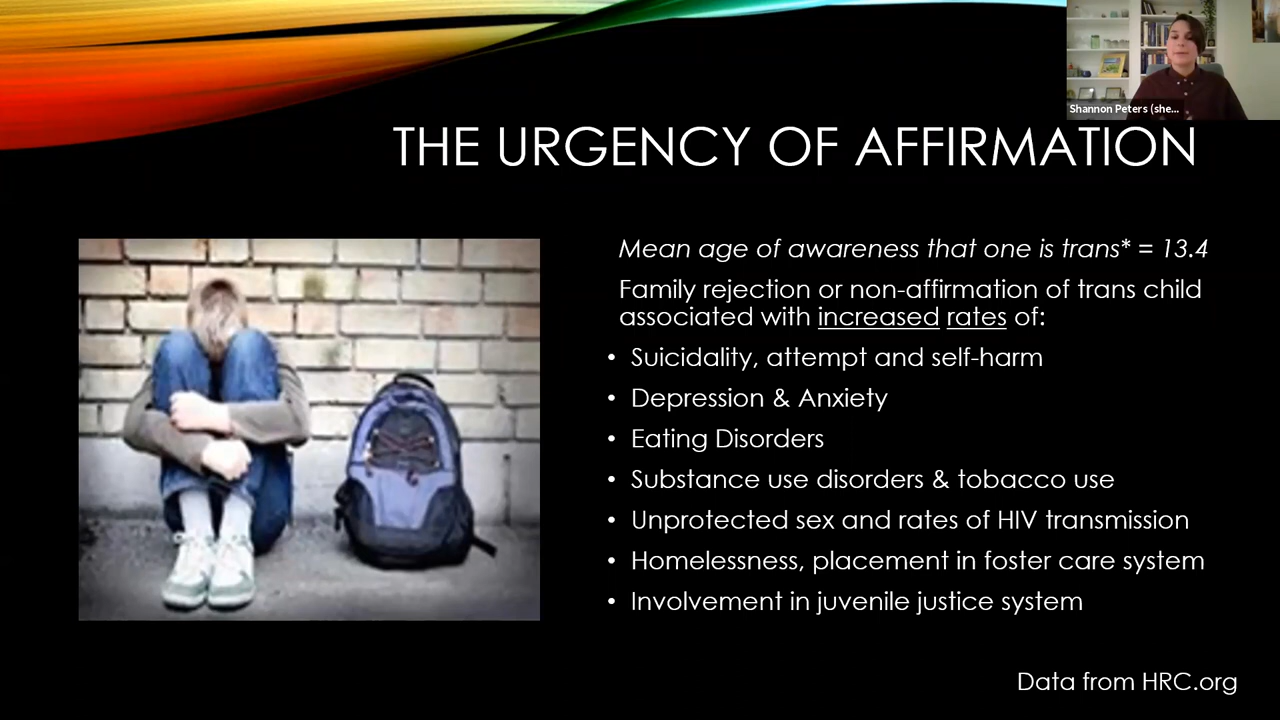 Shannon Peters (she...
THE URGENCY OF AFFIRMATION
Mean age of awareness that one is trans* = 13.4
Family rejection or non-affirmation of trans child
associated with increased rates of:
• Suicidality, attempt and self-harm
• Depression & Anxiety
• Eating Disorders
• Substance use disorders & tobacco use
• Unprotected sex and rates of HIV transmission
• Homelessness, placement in foster care system
• Involvement in juvenile justice system
Data from HRC.org